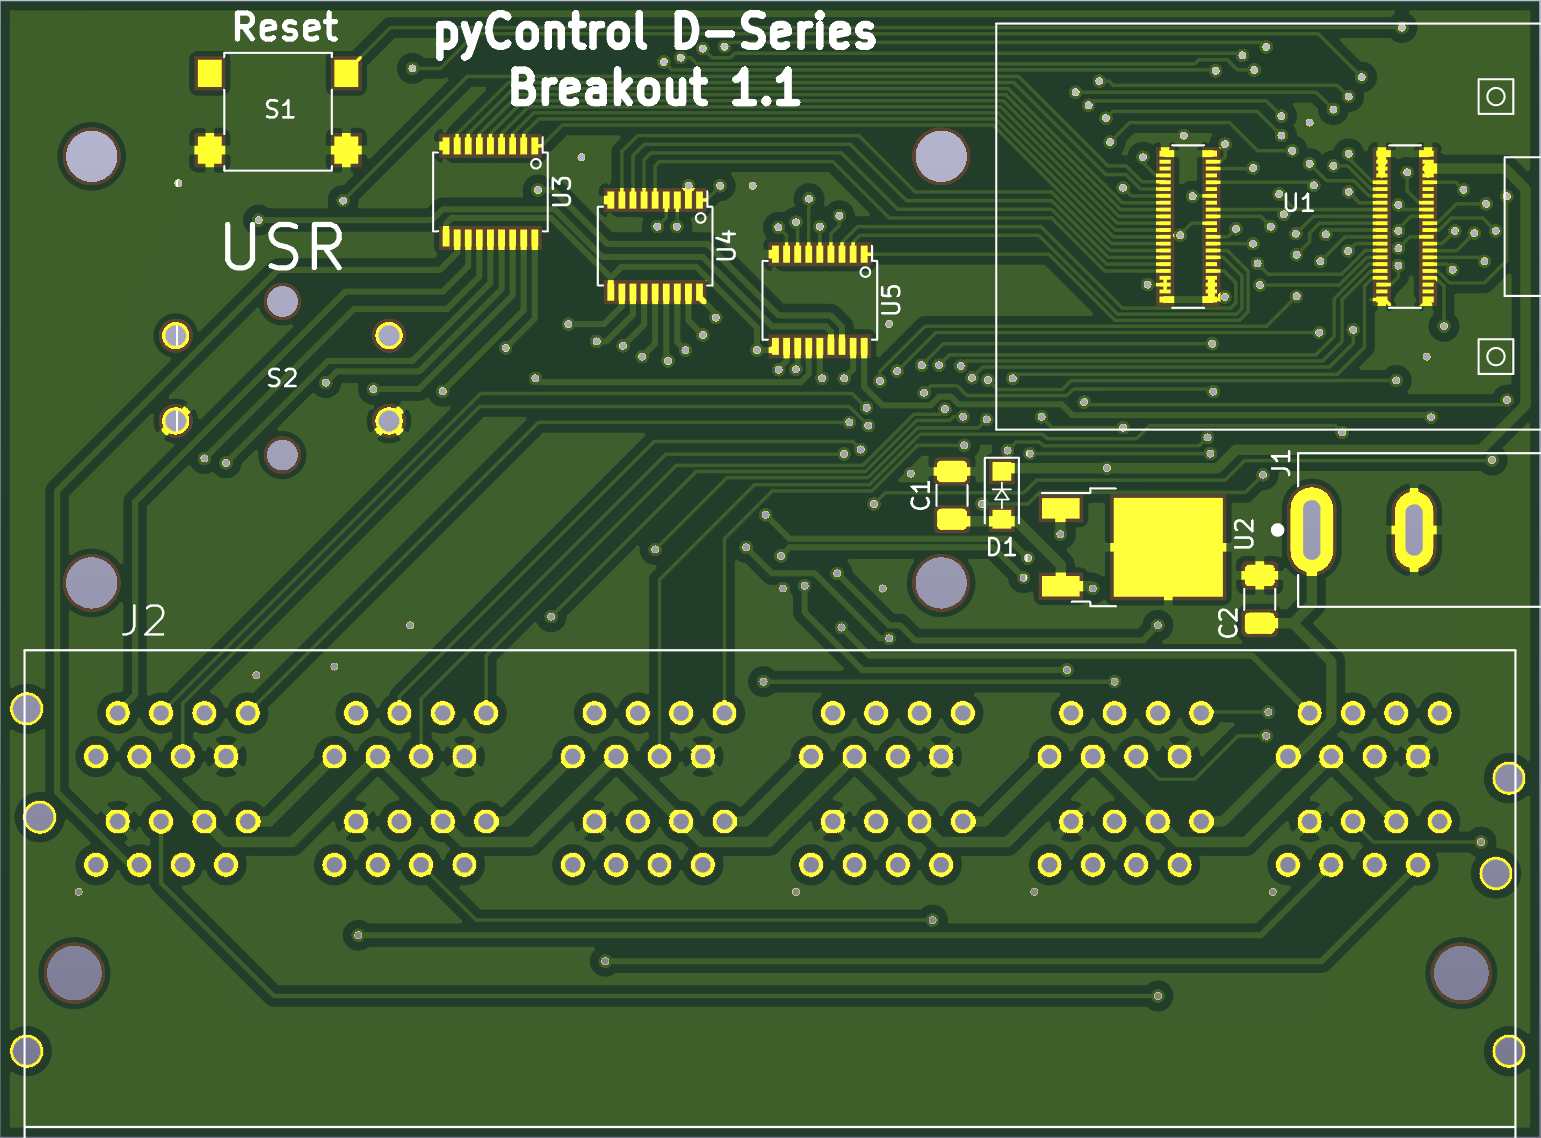 Reset
pyControl D-Series
Breakout 1.1
S1
U3
U1
USR
U4
U5
S2
J1
C1
U2
D1
J2
C2